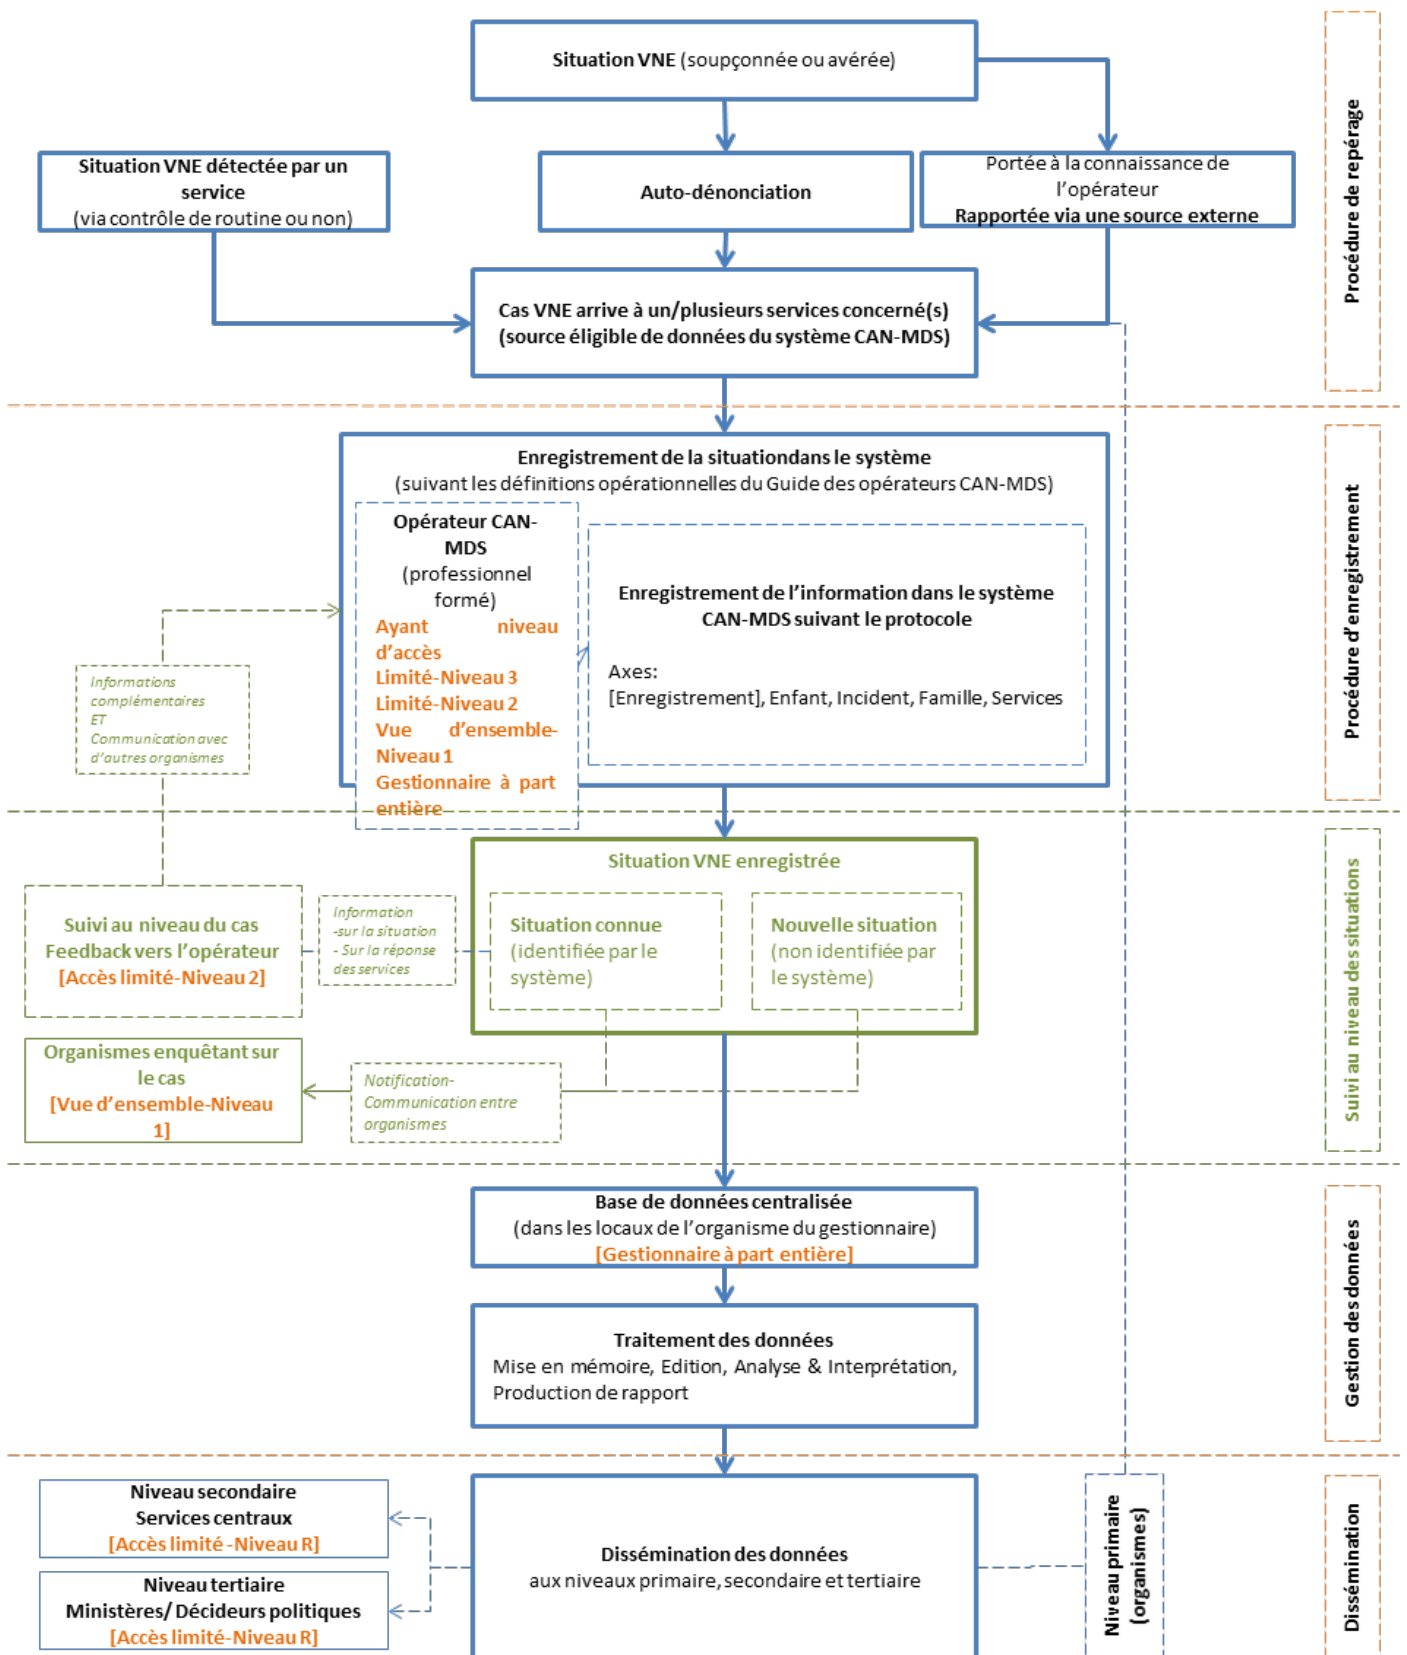 Situation VNE (soupçonnée ou avérée)
Situation VNE détectée par un
service
(via contrôle de routine ou non)
Auto-dénonciation
Portée à la connaissance de
l’opérateur
Rapportée via une source externe
Cas VNE arrive à un/plusieurs services concerné(s)
(source éligible de données du système CAN-MDS)
Procédure de repérage
Enregistrement de la situationdans le système
(suivant les définitions opérationnelles du Guide des opérateurs CAN-MDS)
Opérateur CAN-
MDS
(professionnel
formé)
Ayant niveau
d’accès
Limité-Niveau 3
Limité-Niveau 2
Vue d’ensemble-
Niveau 1
Gestionnaire à part
entière
Enregistrement de l’information dans le système
CAN-MDS suivant le protocole
Axes:
[Enregistrement], Enfant, Incident, Famille, Services
Procédure d’enregistrement
Informations
complémentaires
ET
Communication avec
d’autres organismes
Situation VNE enregistrée
Situation connue
(identifiée par le
système)
Nouvelle situation
(non identifiée par
le système)
Information
-sur la situation
- Sur la réponse
des services
Suivi au niveau du cas
Feedback vers l’opérateur
[Accès limité-Niveau 2]
Organismes enquêtant sur
le cas
[Vue d’ensemble-Niveau
1]
Notification-
Communication entre
organismes
Suivi au niveau des situations
Base de données centralisée
(dans les locaux de l’organisme du gestionnaire)
[Gestionnaire à part entière]
Traitement des données
Mise en mémoire, Edition, Analyse & Interprétation,
Production de rapport
Gestion des données
Niveau secondaire
Services centraux
[Accès limité -Niveau R]
Niveau tertiaire
Ministères/ Décideurs politiques
[Accès limité-Niveau R]
Dissémination des données
aux niveaux primaire, secondaire et tertiaire
Niveau primaire
(organismes)
Dissémination